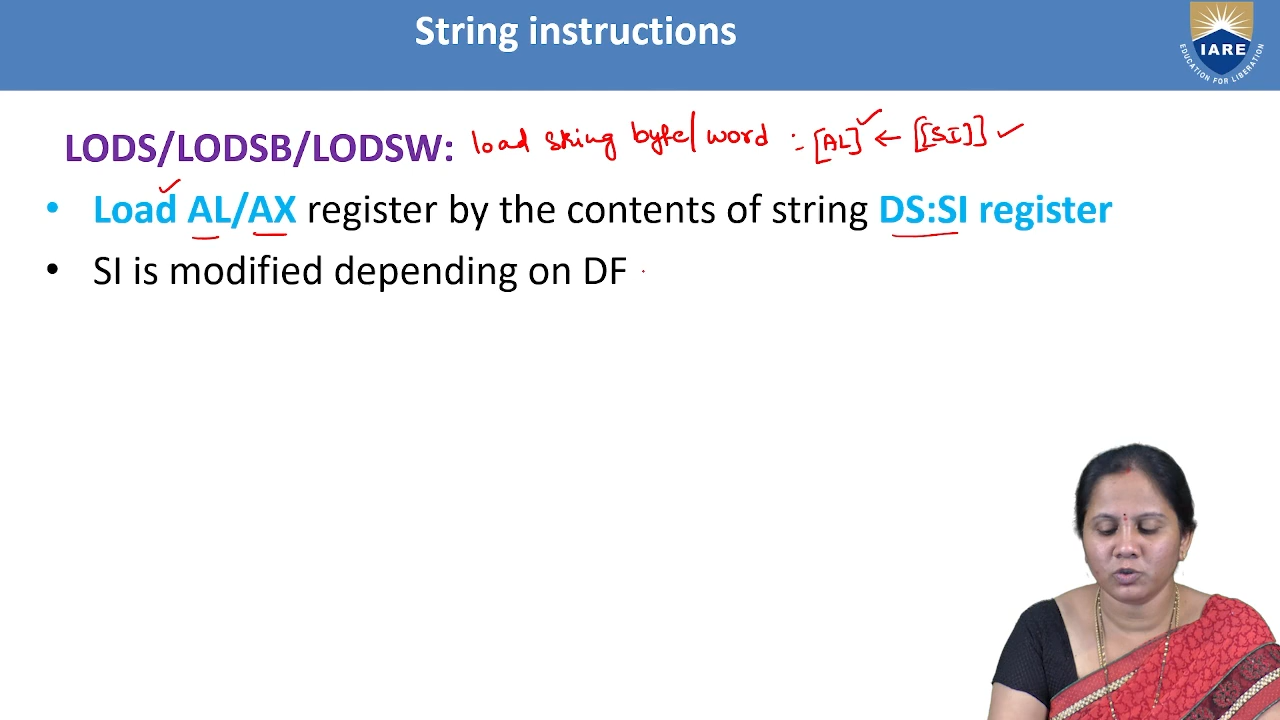 String instructions
IARE
EDUCATION FOR LIBERATION
LODS/LODSB/LODSW: load string byte/word :- [AL] ← [[SI]]
• Load AL/AX register by the contents of string DS:SI register
• SI is modified depending on DF